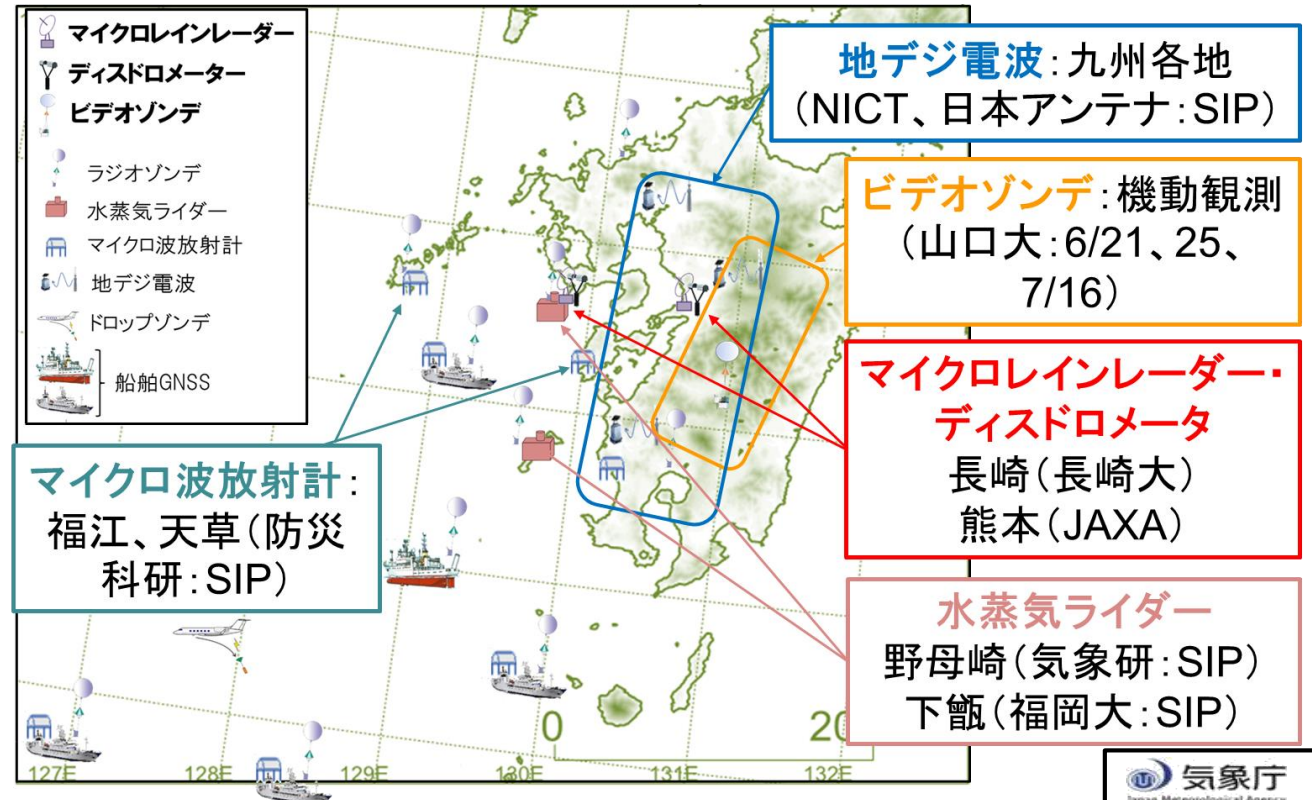 マイクロレインレーダー
ディスドロメーター
ビデオゾンデ
ラジオゾンデ
水蒸気ライダー
マイクロ波放射計
地デジ電波
ドロップゾンデ
船舶GNSS
地デジ電波:九州各地
(NICT、日本アンテナ:SIP)
ビデオゾンデ:機動観測
(山口大:6/21、25、
7/16)
マイクロレインレーダー・
ディスドロメータ
長崎(長崎大)
熊本(JAXA)
マイクロ波放射計:
福江、天草(防災
科研:SIP)
水蒸気ライダー
野母崎(気象研:SIP)
下甑(福岡大:SIP)
0
20
127E 128E 129E 130E 131E 132E
気象庁
Japan Meteorological Agency